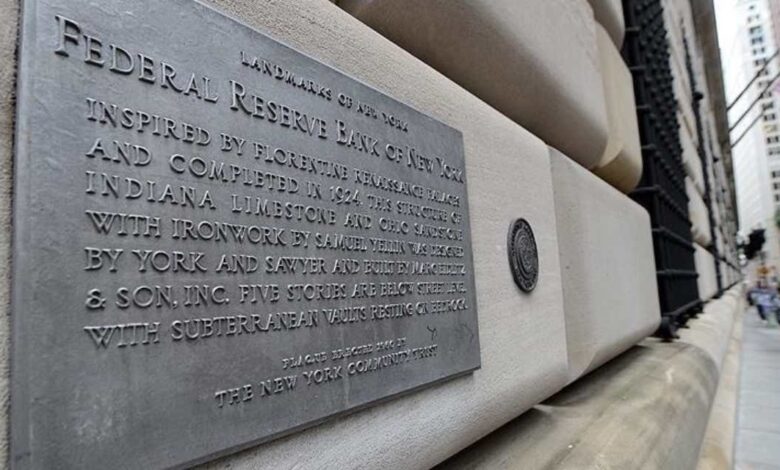 LANDMARKS OF NEW YORK
FEDERAL RESERVE BANK OF NEW YORK
INSPIRED BY FLORENTINE RENAISSANCE PALACES
AND COMPLETED IN 1924, THIS STRUCTURE OF
INDIANA LIMESTONE AND OHIO SANDSTONE
WITH IRONWORK BY SAMUEL YELLIN WAS DESIGNED
BY YORK AND SAWYER AND BUILT BY MARC EIDLITZ
& SON, INC. FIVE STORIES ARE BELOW STREET LEVEL
WITH SUBTERRANEAN VAULTS RESTING ON BEDROCK.
PLAQUE ERECTED BY
THE NEW YORK COMMUNITY TRUST